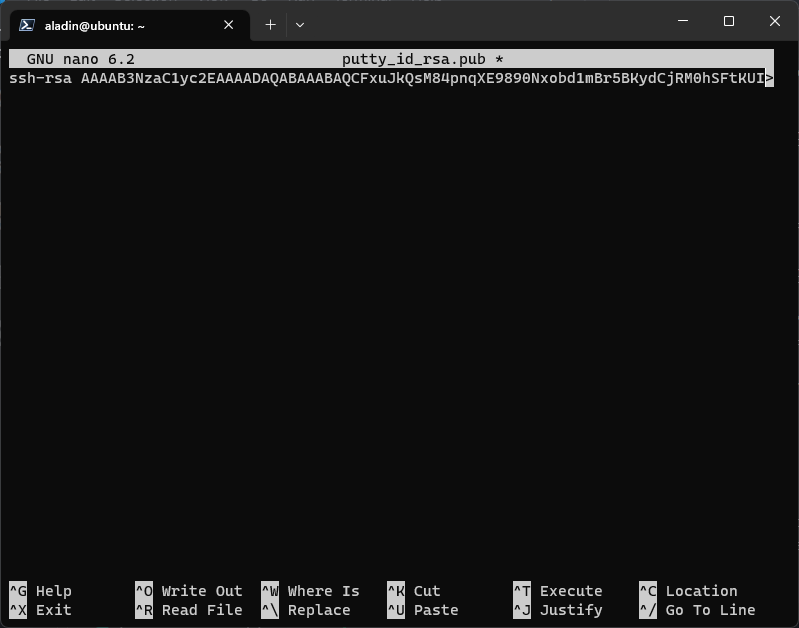 aladin@ubuntu: ~
GNU nano 6.2 putty_id_rsa.pub *
ssh-rsa AAAAB3NzaC1yc2EAAAADAQABAAABAQCFxuJkQsM84pnqXE9890Nxobd1mBr5BKydCjRM0hSFtKUI>
^G Help ^O Write Out ^W Where Is ^K Cut ^T Execute ^C Location
^X Exit ^R Read File ^\ Replace ^U Paste ^J Justify ^/ Go To Line